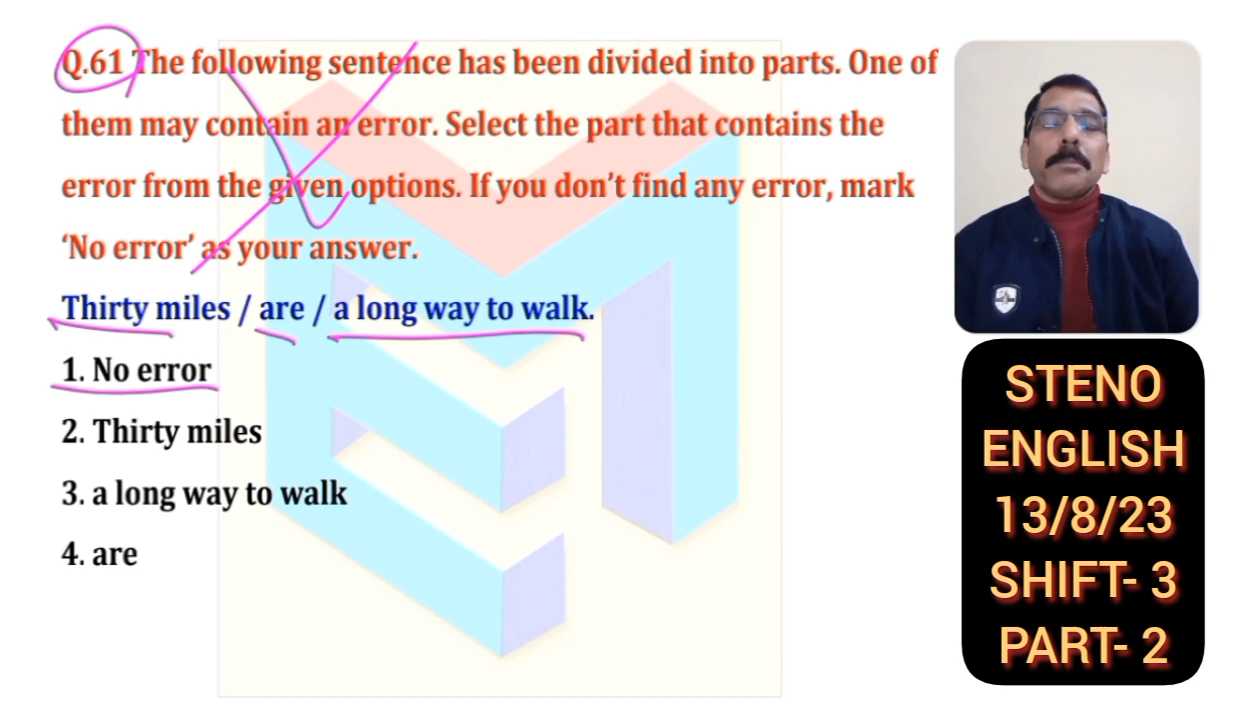 Q.61 The following sentence has been divided into parts. One of
them may contain an error. Select the part that contains the
error from the given options. If you don’t find any error, mark
‘No error’ as your answer.
Thirty miles / are / a long way to walk.
1. No error
2. Thirty miles
3. a long way to walk
4. are
STENO
ENGLISH
13/8/23
SHIFT- 3
PART- 2